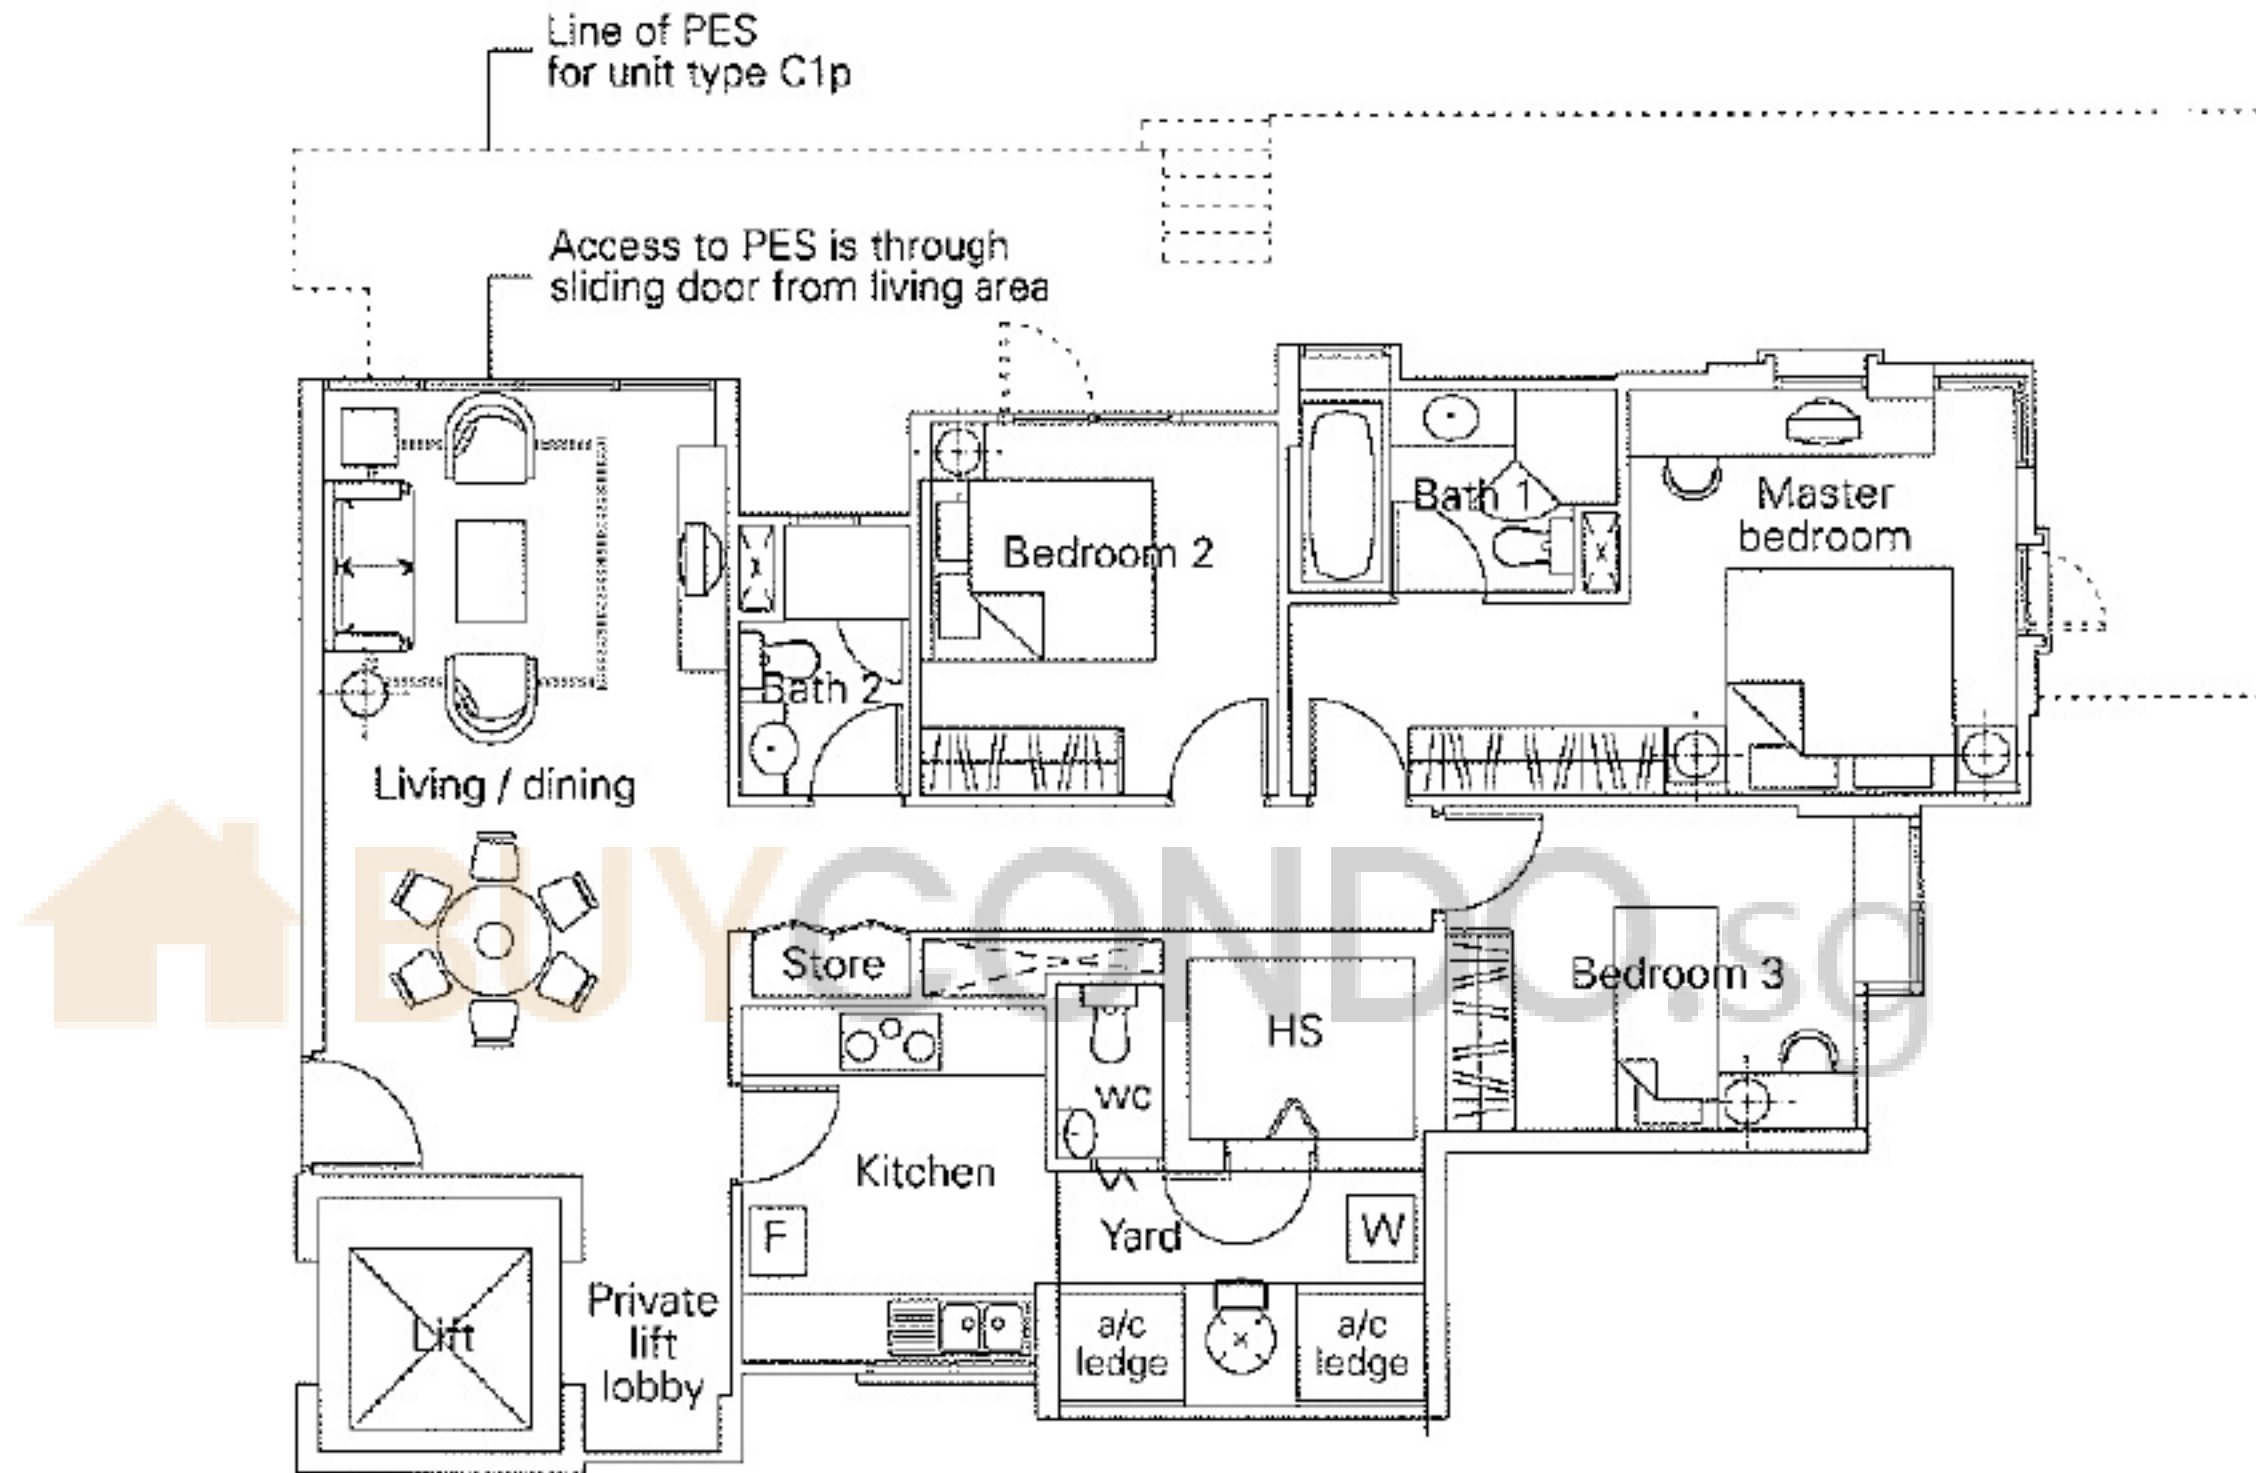 Line of PES
for unit type C1p
Access to PES is through
sliding door from living area
Master
bedroom
Bath 1
Bedroom 2
Bath 2
Living / dining
BUYCONDO.sg
Store
Bedroom 3
HS
wc
Kitchen
Yard
F
W
Private
lift
lobby
Lift
a/c
ledge
a/c
ledge